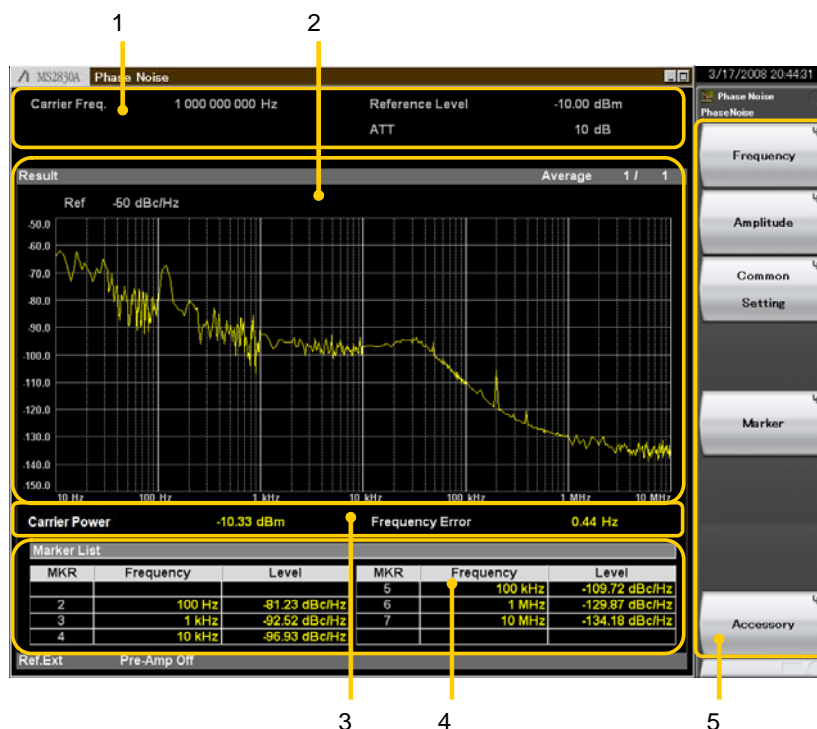 1
2
MS2830A Phase Noise
3/17/2008 20:44:31
Carrier Freq. 1 000 000 000 Hz Reference Level -10.00 dBm
ATT 10 dB
Phase Noise
PhaseNoise
Frequency
Amplitude
Common
Setting
Marker
Accessory
Result Average 1 / 1
Ref -50 dBc/Hz
-50.0
-60.0
-70.0
-80.0
-90.0
-100.0
-110.0
-120.0
-130.0
-140.0
-150.0
10 Hz 100 Hz 1 kHz 10 kHz 100 kHz 1 MHz 10 MHz
Carrier Power -10.33 dBm Frequency Error 0.44 Hz
Marker List
MKR Frequency Level MKR Frequency Level
5 100 kHz -109.72 dBc/Hz
2 100 Hz -81.23 dBc/Hz 6 1 MHz -129.87 dBc/Hz
3 1 kHz -92.52 dBc/Hz 7 10 MHz -134.18 dBc/Hz
4 10 kHz -96.93 dBc/Hz
Ref.Ext Pre-Amp Off
3
4
5